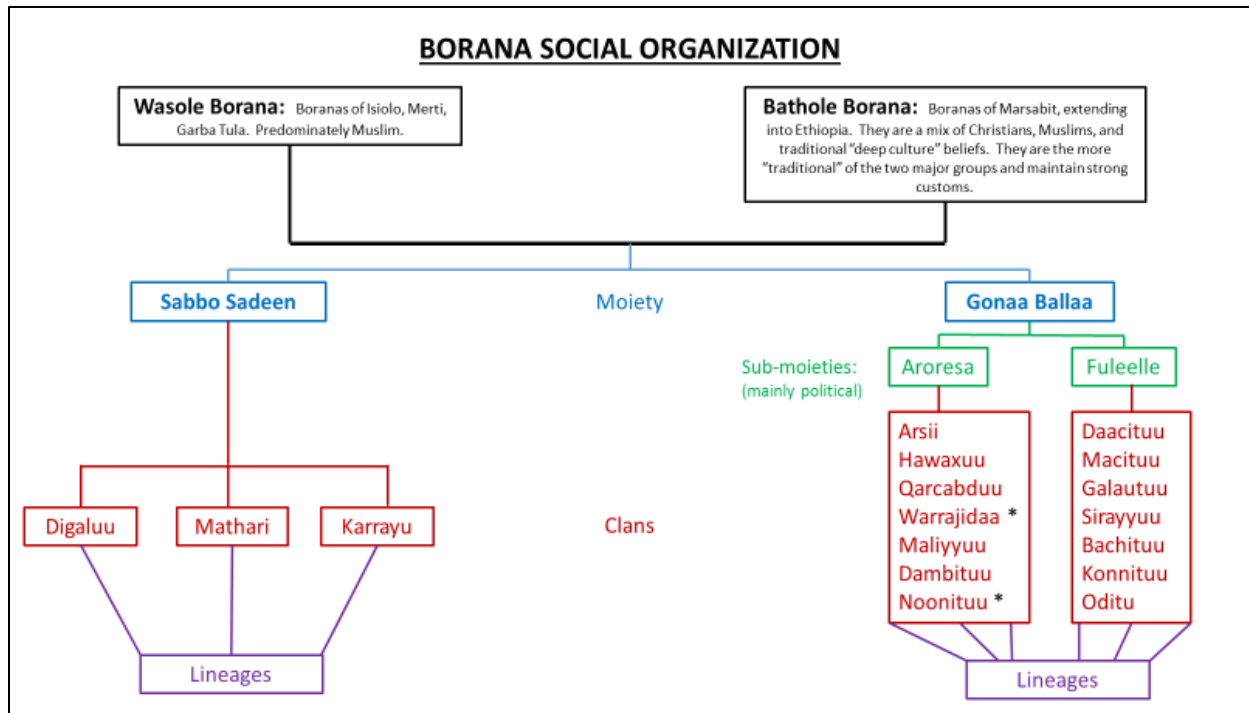 BORANA SOCIAL ORGANIZATION
Wasole Borana: Boranas of Isiolo, Merti,
Garba Tula. Predominately Muslim.
Bathole Borana: Boranas of Marsabit, extending
into Ethiopia. They are a mix of Christians, Muslims, and
traditional “deep culture” beliefs. They are the more
“traditional” of the two major groups and maintain strong
customs.
Sabbo Sadeen
Moiety
Gonaa Ballaa
Sub-moieties:
(mainly political)
Aroresa
Fuleelle
Arsii
Hawaxuu
Qarcabduu
Warrajidaa *
Maliyyuu
Dambituu
Noonituu *
Daacituu
Macituu
Galautuu
Sirayyuu
Bachituu
Konnituu
Oditu
Digaluu
Mathari
Karrayu
Clans
Lineages
Lineages